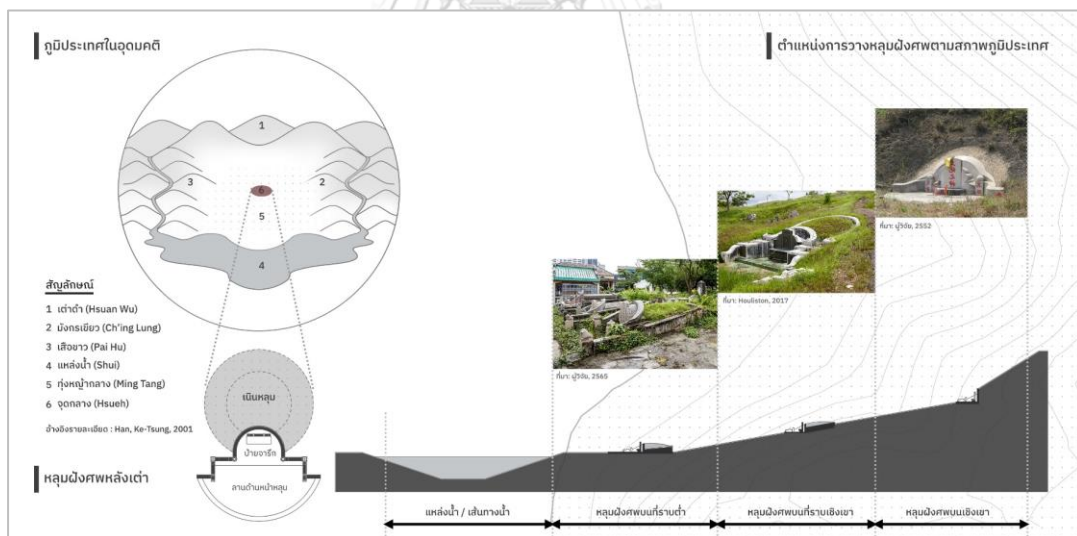 ภูมิประเทศในอุดมคติ
ตำแหน่งการวางหลุมฝังศพตามสภาพภูมิประเทศ
1
3
2
6
5
4
สัญลักษณ์
1 เต่าดำ (Hsuan Wu)
2 มังกรเขียว (Ch'ing Lung)
3 เสือขาว (Pai Hu)
4 แหล่งน้ำ (Shui)
5 ทุ่งหญ้ากลาง (Ming Tang)
6 จุดกลาง (Hsueh)
อ้างอิงรายละเอียด : Han, Ke-Tsung, 2001
หลุมฝังศพหลังเต่า
เนินหลุม
ป้ายจารึก
ลานด้านหน้าหลุม
ที่มา: ผู้วิจัย, 2565
ที่มา: Houliston, 2017
ที่มา: ผู้วิจัย, 2552
แหล่งน้ำ / เส้นทางน้ำ
หลุมฝังศพบนที่ราบต่ำ
หลุมฝังศพบนที่ราบเชิงเขา
หลุมฝังศพบนเชิงเขา